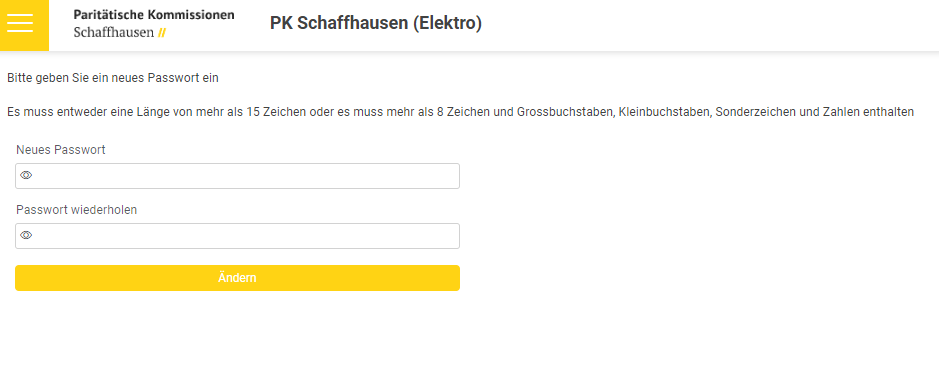 Paritätische Kommissionen
Schaffhausen //
PK Schaffhausen (Elektro)
Bitte geben Sie ein neues Passwort ein
Es muss entweder eine Länge von mehr als 15 Zeichen oder es muss mehr als 8 Zeichen und Grossbuchstaben, Kleinbuchstaben, Sonderzeichen und Zahlen enthalten
Neues Passwort
Passwort wiederholen
Ändern